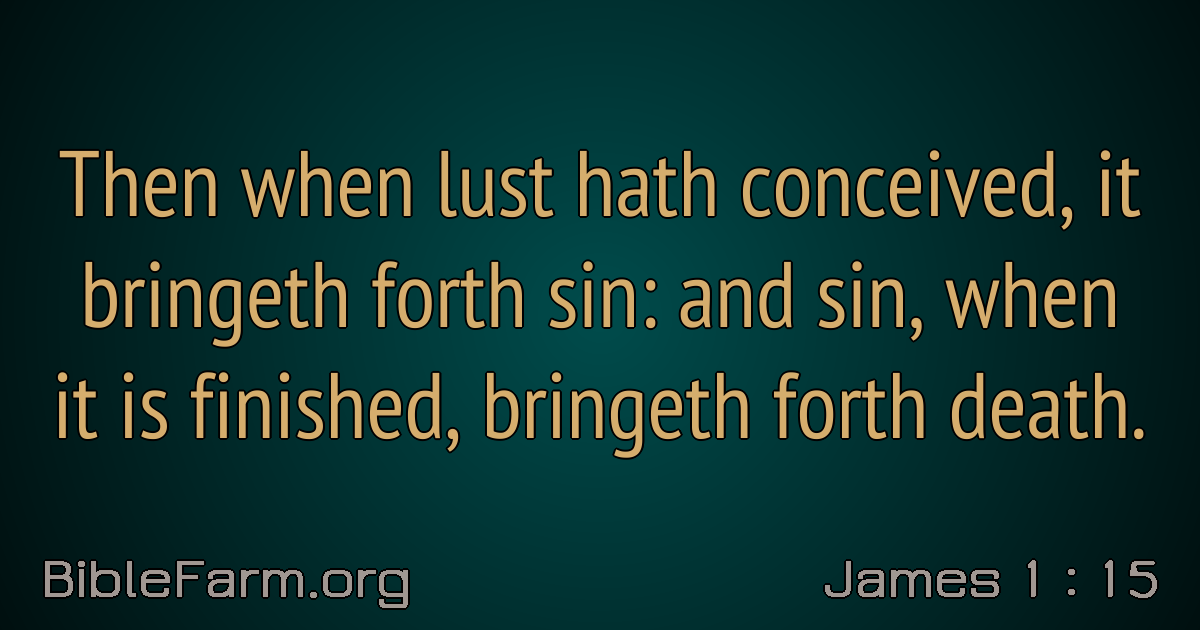 Then when lust hath conceived, it
bringeth forth sin: and sin, when
it is finished, bringeth forth death.
BibleFarm.org
James 1 : 15